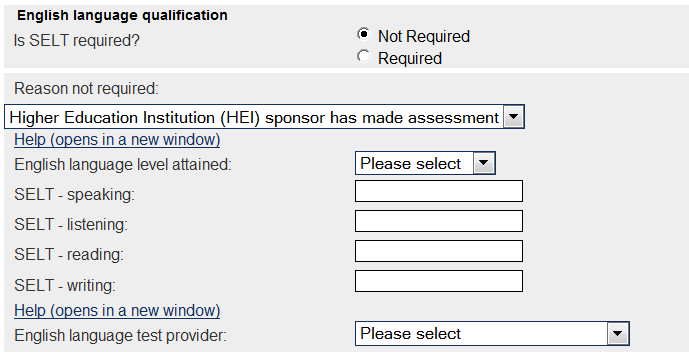 English language qualification
Is SELT required?
Not Required
Required
Reason not required:
Higher Education Institution (HEI) sponsor has made assessment
Help (opens in a new window)
English language level attained: Please select
SELT - speaking:
SELT - listening:
SELT - reading:
SELT - writing:
Help (opens in a new window)
English language test provider: Please select